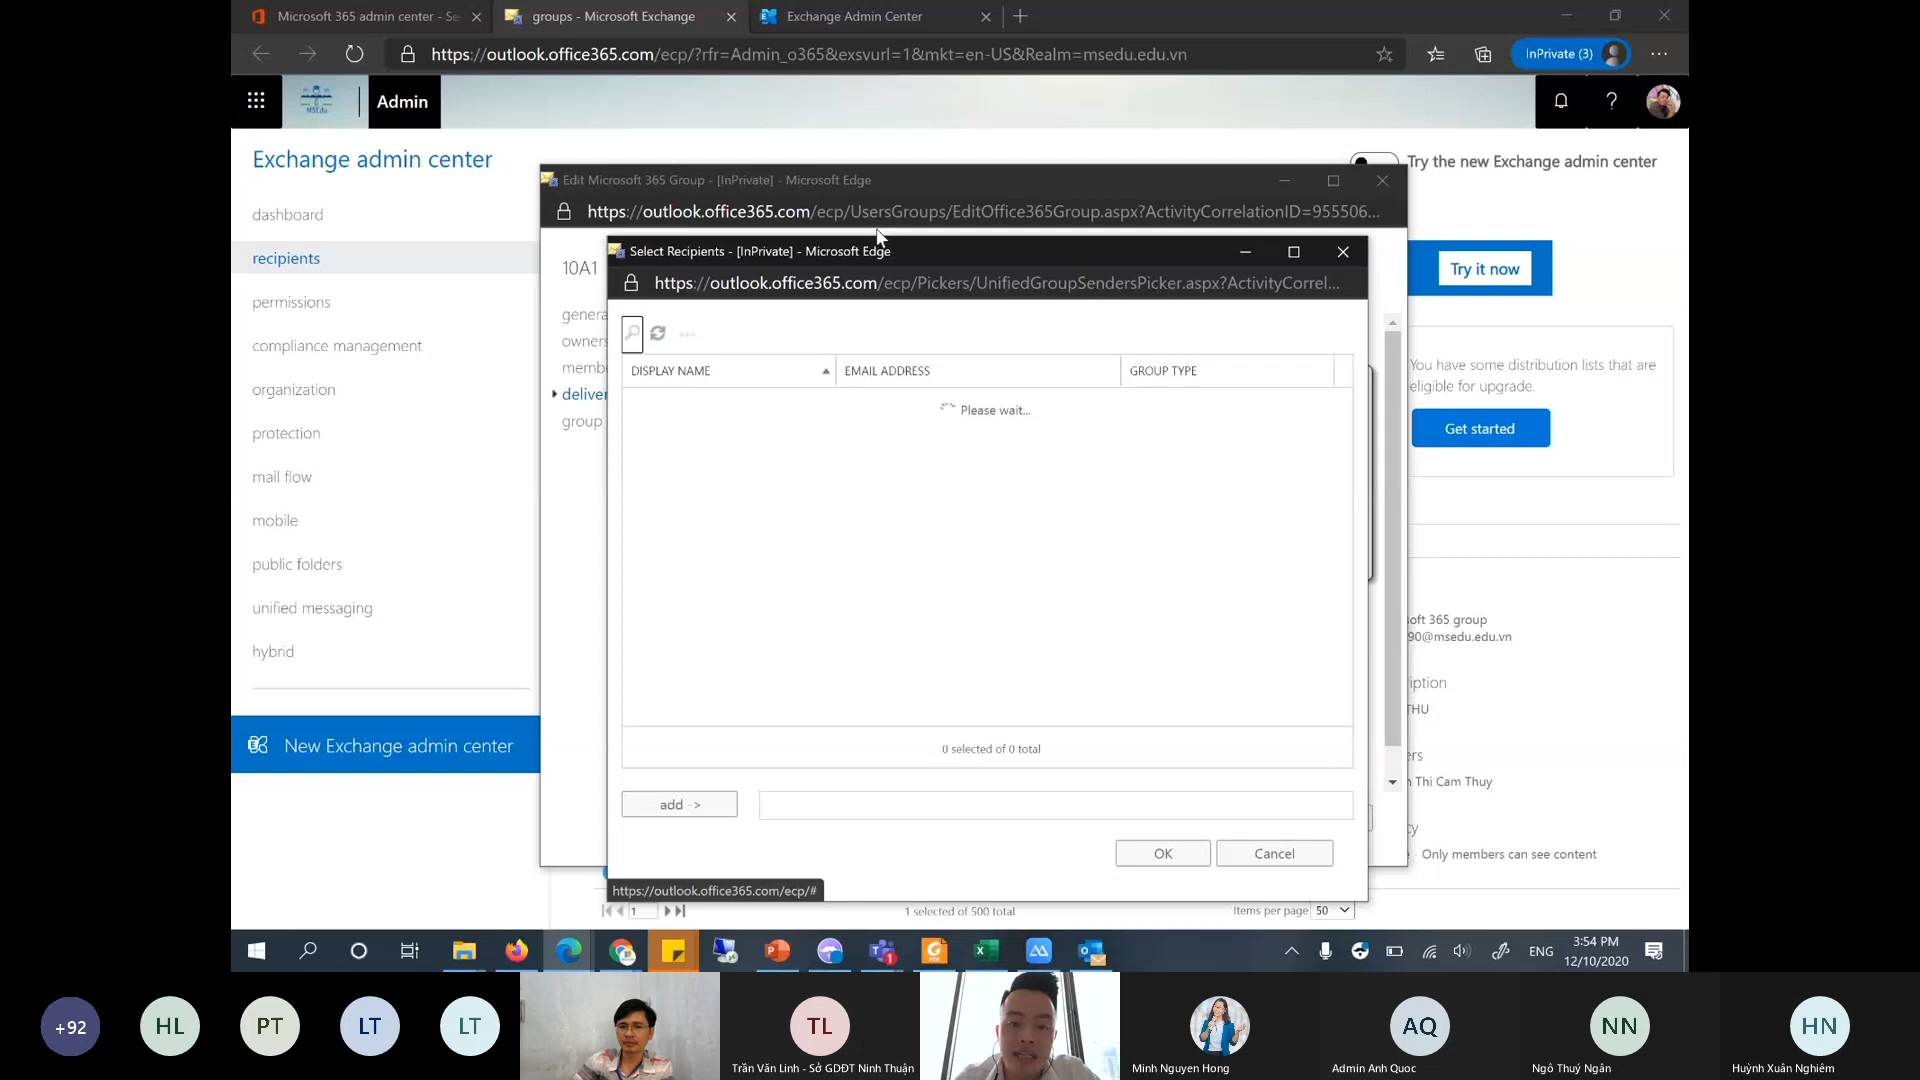 Microsoft 365 admin center - Se
groups - Microsoft Exchange
Exchange Admin Center
https://outlook.office365.com/ecp/?rfr=Admin_o365&exsvurl=1&mkt=en-US&Realm=msedu.edu.vn
InPrivate (3)
MSEdu
Admin
?
Exchange admin center
Try the new Exchange admin center
dashboard
recipients
permissions
compliance management
organization
protection
mail flow
mobile
public folders
unified messaging
hybrid
New Exchange admin center
Edit Microsoft 365 Group - [InPrivate] - Microsoft Edge
https://outlook.office365.com/ecp/UsersGroups/EditOffice365Group.aspx?ActivityCorrelationID=955506...
10A1
genera
owners
membe
deliver
group
Select Recipients - [InPrivate] - Microsoft Edge
https://outlook.office365.com/ecp/Pickers/UnifiedGroupSendersPicker.aspx?ActivityCorrel...
DISPLAY NAME
EMAIL ADDRESS
GROUP TYPE
Please wait...
0 selected of 0 total
add ->
OK
Cancel
https://outlook.office365.com/ecp/#
Try it now
You have some distribution lists that are
eligible for upgrade.
Get started
soft 365 group
90@msedu.edu.vn
iption
THU
ers
Thi Cam Thuy
cy
Only members can see content
1
1 selected of 500 total
Items per page 50
1
ENG
3:54 PM
12/10/2020
+92
HL
PT
LT
LT
TL
Trần Văn Linh - Sở GDĐT Ninh Thuận
Minh Nguyen Hong
AQ
Admin Anh Quoc
NN
Ngô Thuý Ngân
HN
Huỳnh Xuân Nghiêm